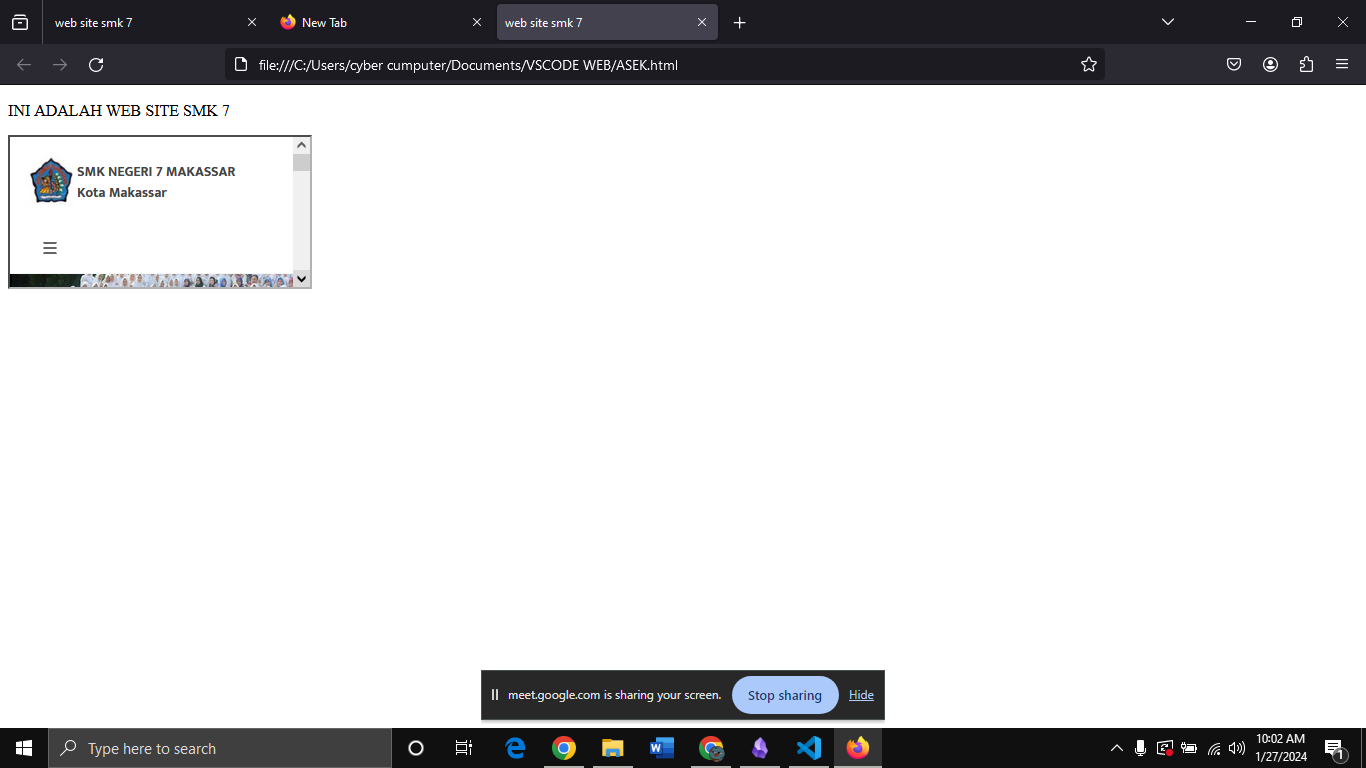 web site smk 7
New Tab
web site smk 7
file:///C:/Users/cyber cumputer/Documents/VSCODE WEB/ASEK.html
INI ADALAH WEB SITE SMK 7
SMK NEGERI 7 MAKASSAR
Kota Makassar
meet.google.com is sharing your screen.
Stop sharing
Hide
Type here to search
10:02 AM
1/27/2024
1